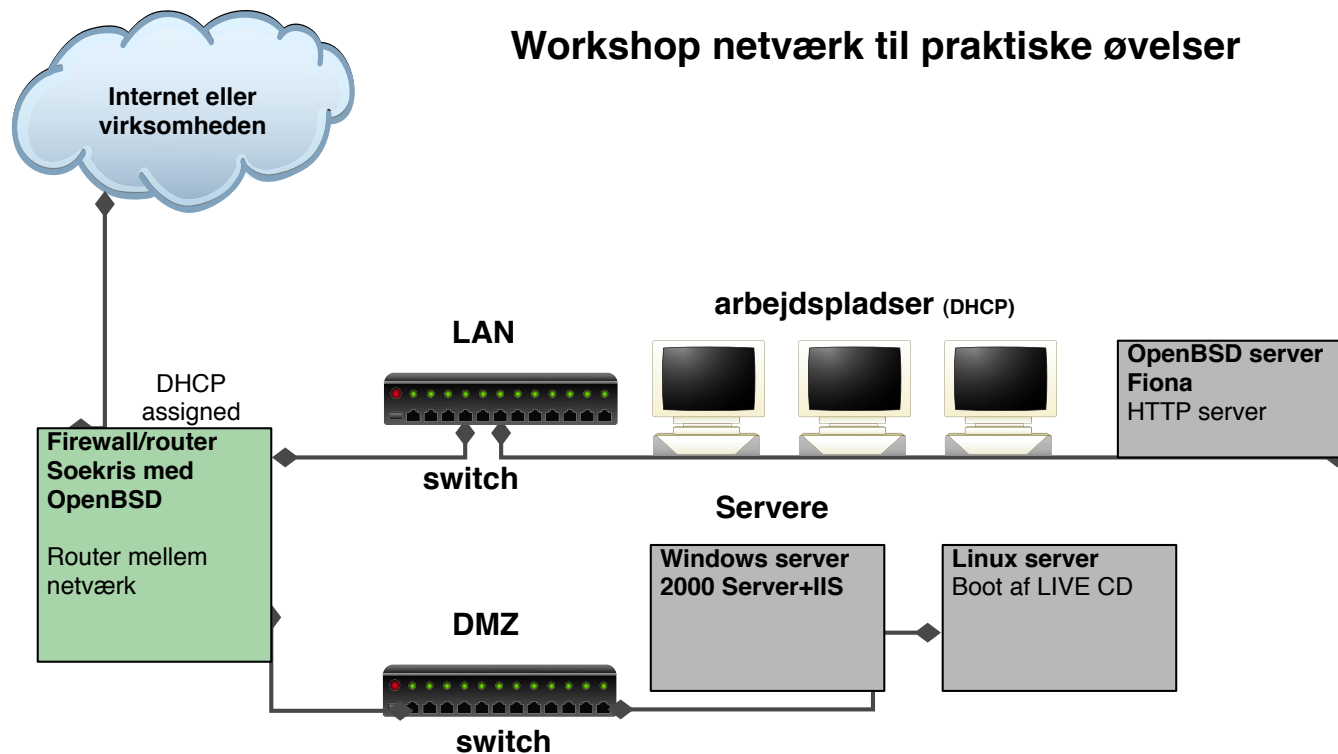 Workshop netværk til praktiske øvelser
Internet eller
virksomheden
DHCP
assigned
Firewall/router
Soekris med
OpenBSD
Router mellem
netværk
LAN
switch
arbejdspladser (DHCP)
OpenBSD server
Fiona
HTTP server
Servere
Windows server
2000 Server+IIS
Linux server
Boot af LIVE CD
DMZ
switch